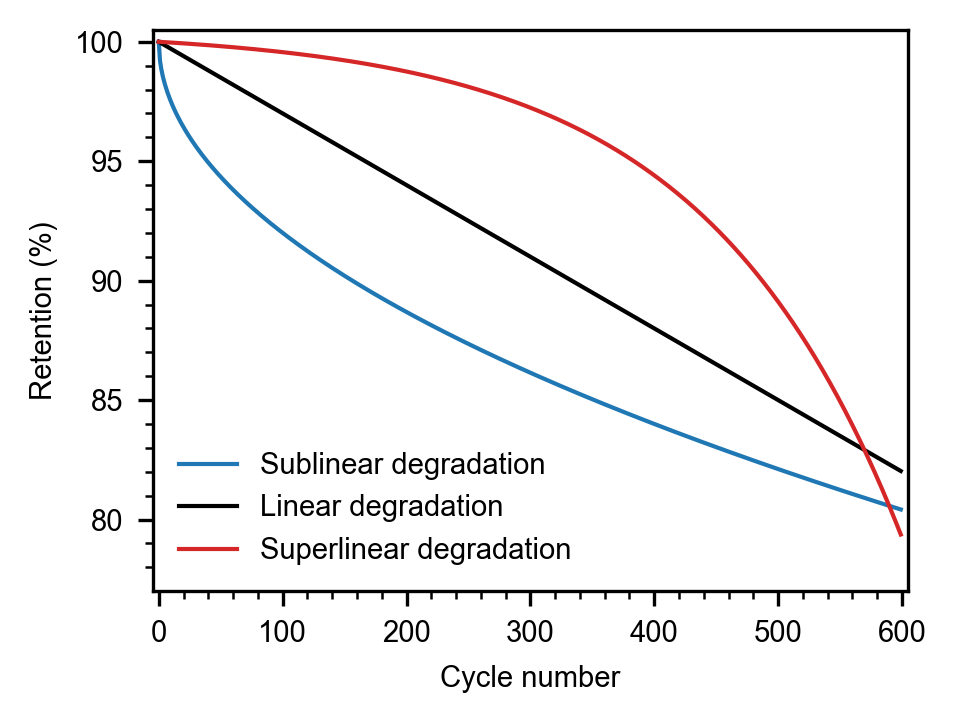 100
95
90
85
80
Retention (%)
Sublinear degradation
Linear degradation
Superlinear degradation
0 100 200 300 400 500 600
Cycle number